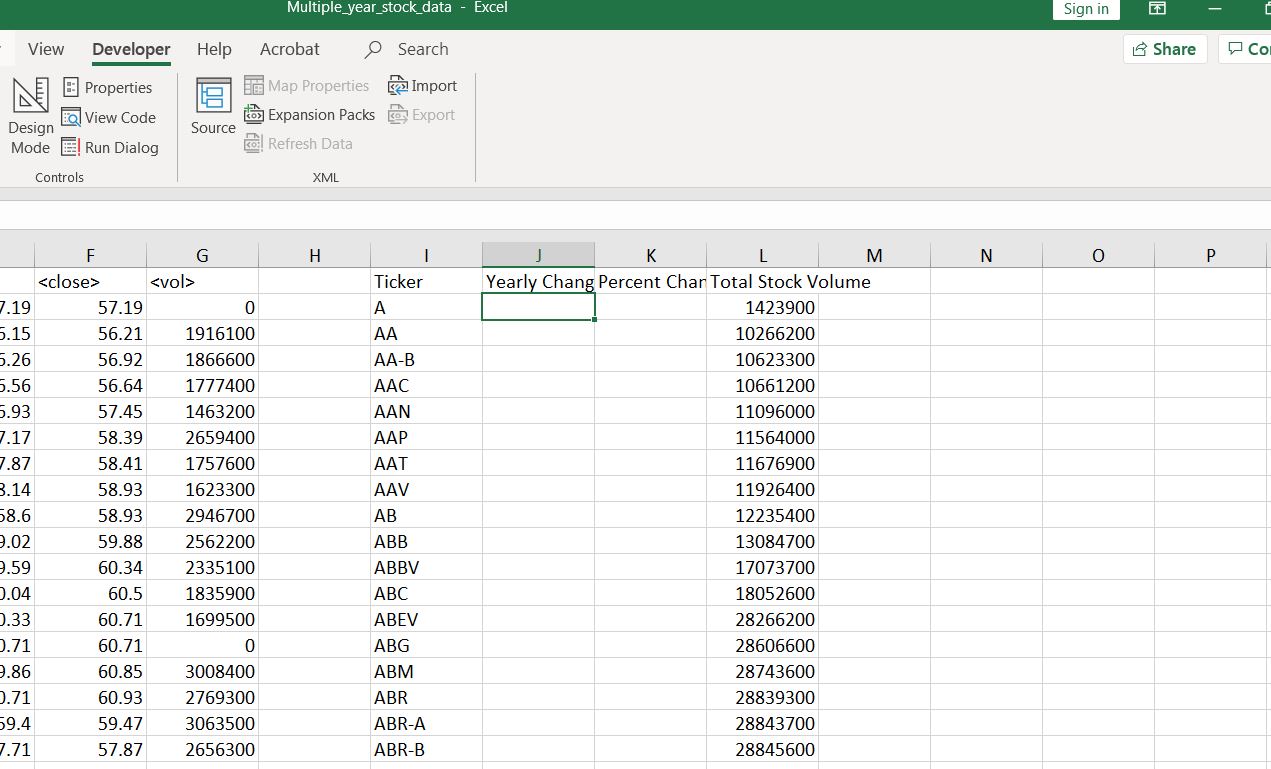 Multiple_year_stock_data - Excel
Sign in
View Developer Help Acrobat Search
Share
Design Mode
Properties
View Code
Run Dialog
Controls
Source
Map Properties
Expansion Packs
Refresh Data
Import
Export
XML
F G H I J K L M N O P
<close> <vol> Ticker Yearly Chang Percent Chan Total Stock Volume
7.19 57.19 0 A 1423900
6.15 56.21 1916100 AA 10266200
6.26 56.92 1866600 AA-B 10623300
6.56 56.64 1777400 AAC 10661200
6.93 57.45 1463200 AAN 11096000
7.17 58.39 2659400 AAP 11564000
7.87 58.41 1757600 AAT 11676900
8.14 58.93 1623300 AAV 11926400
58.6 58.93 2946700 AB 12235400
9.02 59.88 2562200 ABB 13084700
9.59 60.34 2335100 ABBV 17073700
0.04 60.5 1835900 ABC 18052600
0.33 60.71 1699500 ABEV 28266200
0.71 60.71 0 ABG 28606600
9.86 60.85 3008400 ABM 28743600
0.71 60.93 2769300 ABR 28839300
59.4 59.47 3063500 ABR-A 28843700
7.71 57.87 2656300 ABR-B 28845600